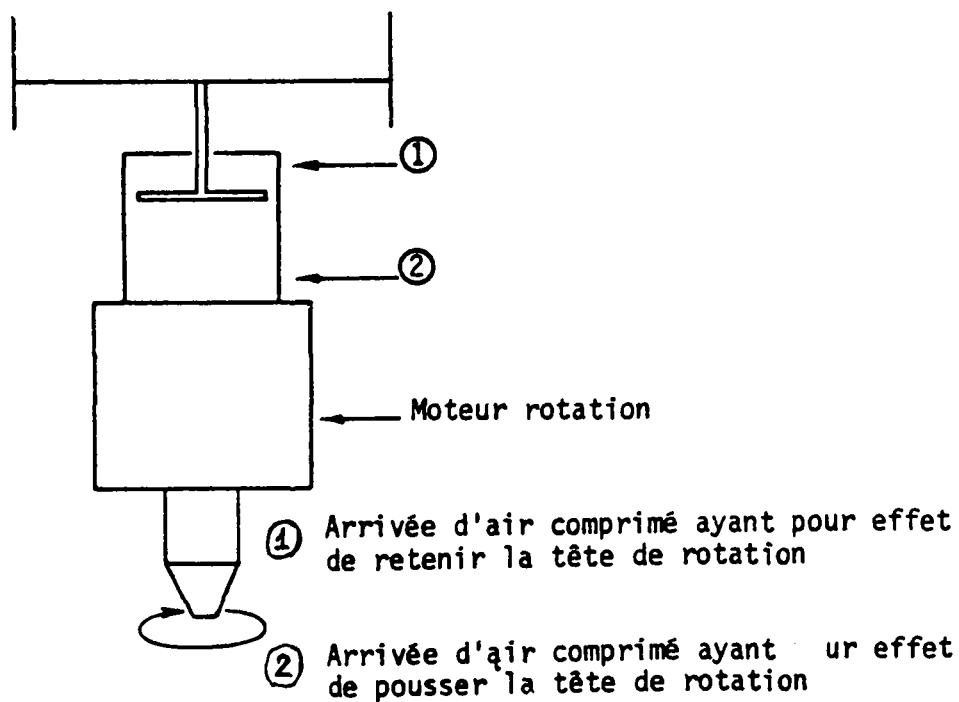 ①
②
Moteur rotation
① Arrivée d'air comprimé ayant pour effet
de retenir la tête de rotation
② Arrivée d'air comprimé ayant ur effet
de pousser la tête de rotation